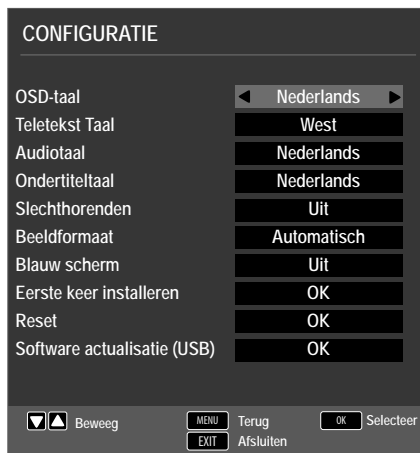 CONFIGURATIE
OSD-taal Nederlands
Teletekst Taal West
Audiotaal Nederlands
Ondertiteltaal Nederlands
Slechthorenden Uit
Beeldformaat Automatisch
Blauw scherm Uit
Eerste keer installeren OK
Reset OK
Software actualisatie (USB) OK
Beweeg MENU Terug OK Selecteer
EXIT Afsluiten